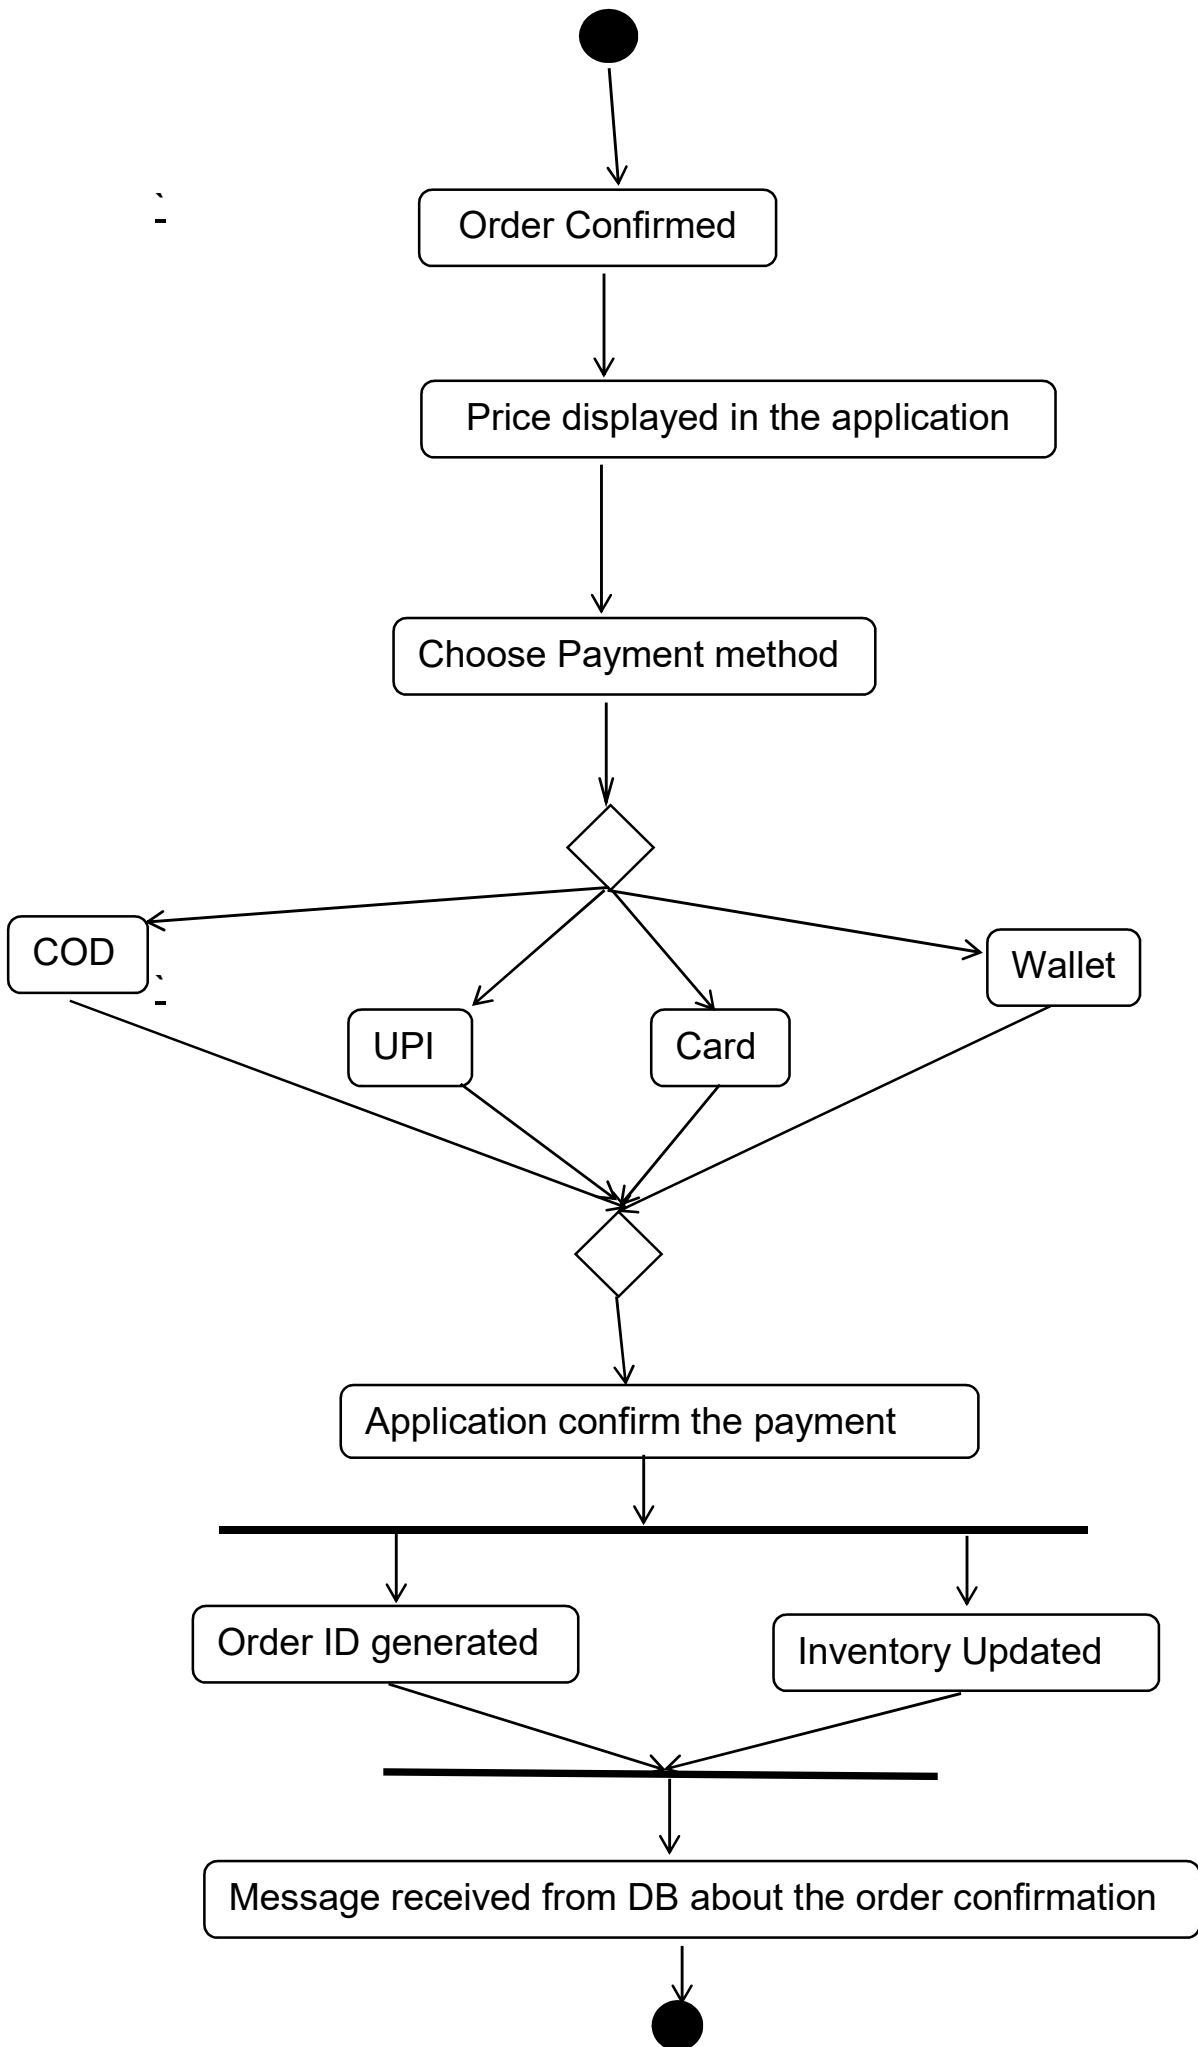 Order Confirmed
Price displayed in the application
Choose Payment method
COD
Wallet
UPI
Card
Application confirm the payment
Order ID generated
Inventory Updated
Message received from DB about the order confirmation